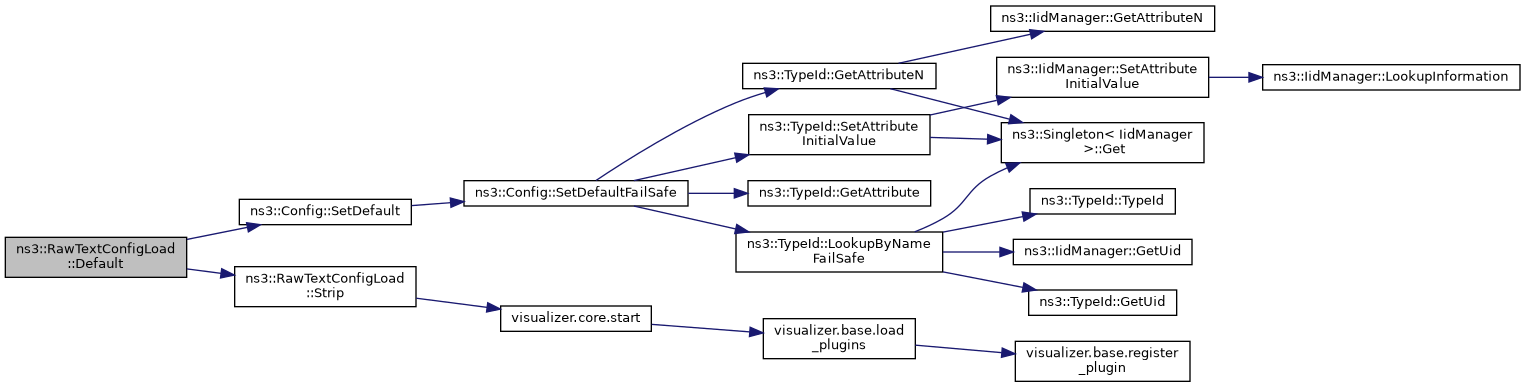 ns3::RawTextConfigLoad
::Default
ns3::Config::SetDefault
ns3::RawTextConfigLoad
::Strip
ns3::Config::SetDefaultFailSafe
visualizer.core.start
ns3::TypeId::GetAttributeN
ns3::TypeId::SetAttribute
InitialValue
ns3::TypeId::GetAttribute
ns3::TypeId::LookupByName
FailSafe
visualizer.base.load
_plugins
ns3::IidManager::GetAttributeN
ns3::IidManager::SetAttribute
InitialValue
ns3::Singleton< IidManager
>::Get
ns3::TypeId::TypeId
ns3::IidManager::GetUid
ns3::TypeId::GetUid
visualizer.base.register
_plugin
ns3::IidManager::LookupInformation